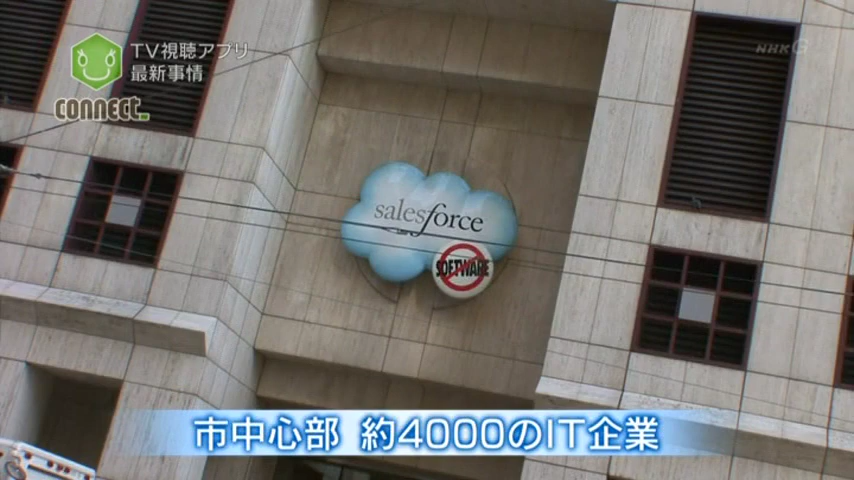 TV視聴アプリ
最新事情
CONNECT.
NHK G
salesforce
SOFTWARE
市中心部 約4000のIT企業